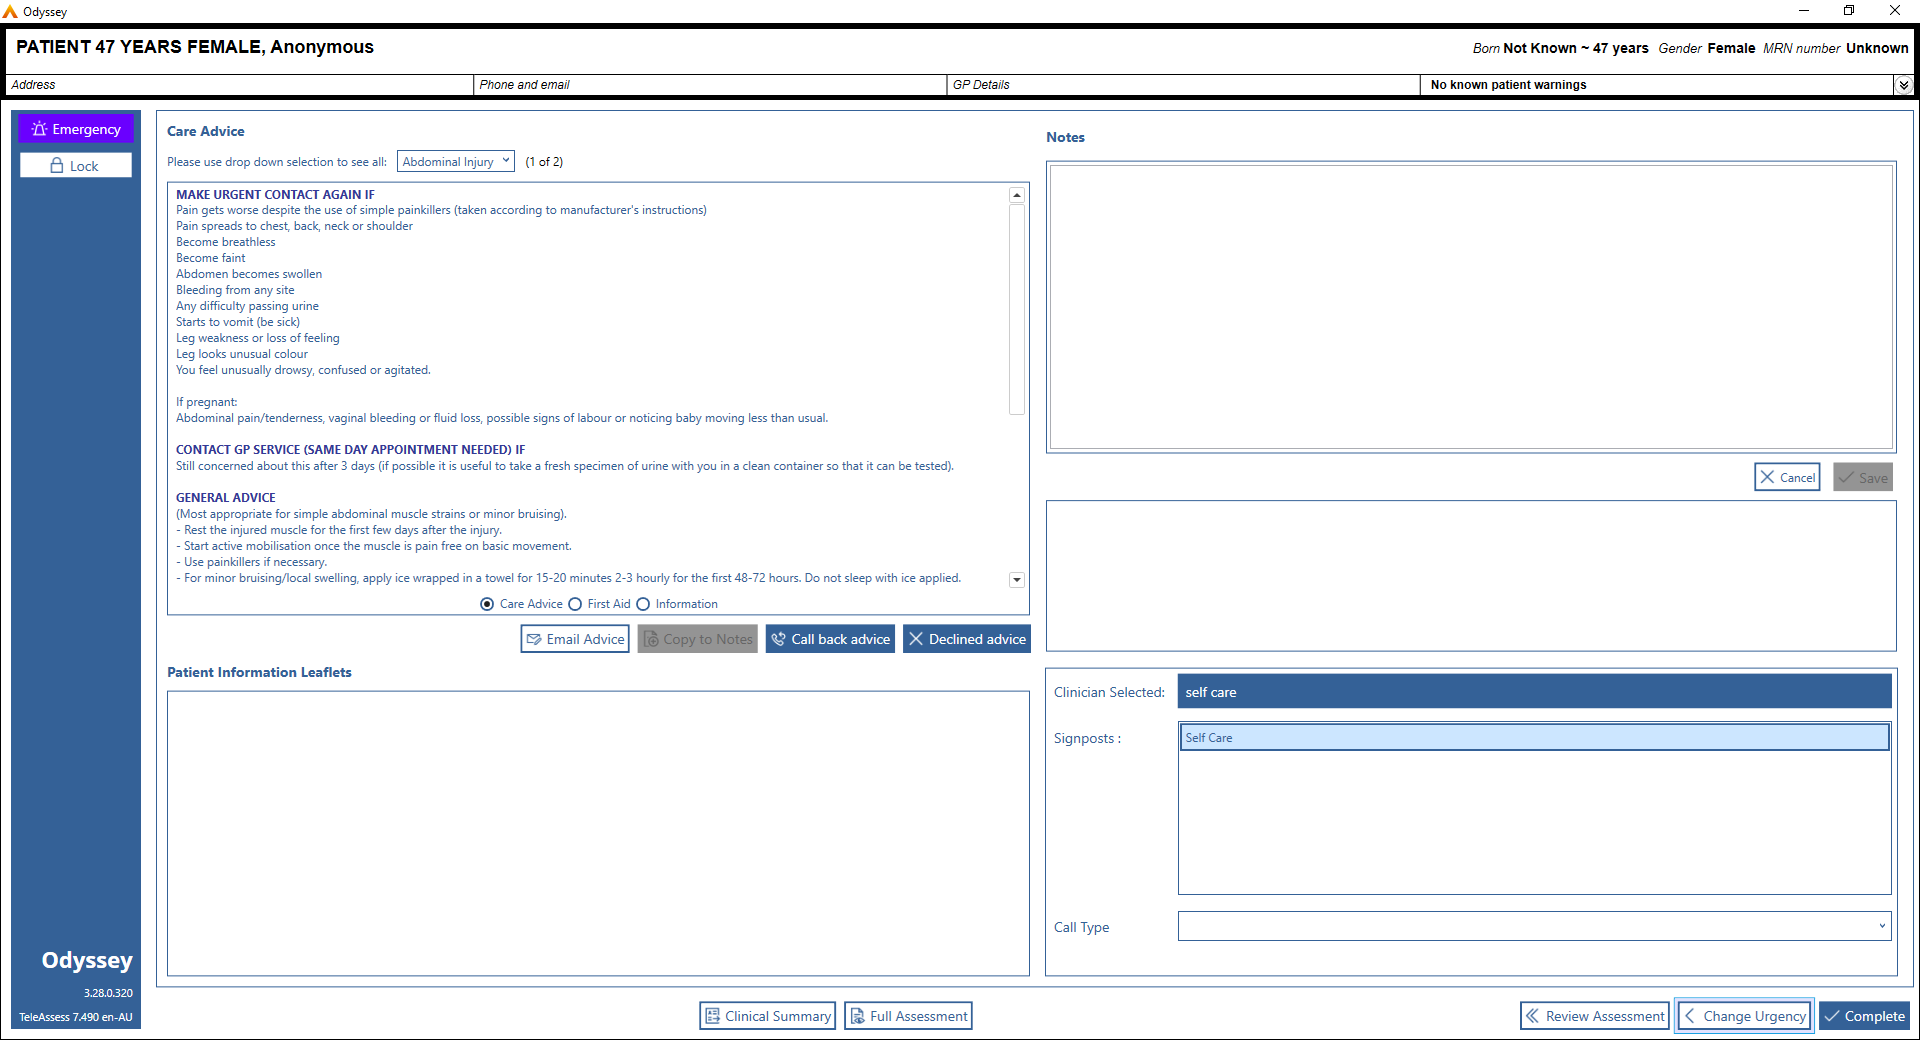 Odyssey
PATIENT 47 YEARS FEMALE, Anonymous
Born Not Known ~ 47 years Gender Female MRN number Unknown
Address
Phone and email
GP Details
No known patient warnings
Emergency
Lock
Care Advice
Please use drop down selection to see all: Abdominal Injury (1 of 2)
MAKE URGENT CONTACT AGAIN IF
Pain gets worse despite the use of simple painkillers (taken according to manufacturer's instructions)
Pain spreads to chest, back, neck or shoulder
Become breathless
Become faint
Abdomen becomes swollen
Bleeding from any site
Any difficulty passing urine
Starts to vomit (be sick)
Leg weakness or loss of feeling
Leg looks unusual colour
You feel unusually drowsy, confused or agitated.
If pregnant:
Abdominal pain/tenderness, vaginal bleeding or fluid loss, possible signs of labour or noticing baby moving less than usual.
CONTACT GP SERVICE (SAME DAY APPOINTMENT NEEDED) IF
Still concerned about this after 3 days (if possible it is useful to take a fresh specimen of urine with you in a clean container so that it can be tested).
GENERAL ADVICE
(Most appropriate for simple abdominal muscle strains or minor bruising).
- Rest the injured muscle for the first few days after the injury.
- Start active mobilisation once the muscle is pain free on basic movement.
- Use painkillers if necessary.
- For minor bruising/local swelling, apply ice wrapped in a towel for 15-20 minutes 2-3 hourly for the first 48-72 hours. Do not sleep with ice applied.
Care Advice First Aid Information
Email Advice Copy to Notes Call back advice Declined advice
Patient Information Leaflets
Notes
Cancel Save
Clinician Selected: self care
Signposts : Self Care
Call Type
Odyssey
3.28.0.320
TeleAssess 7.490 en-AU
Clinical Summary Full Assessment Review Assessment Change Urgency Complete